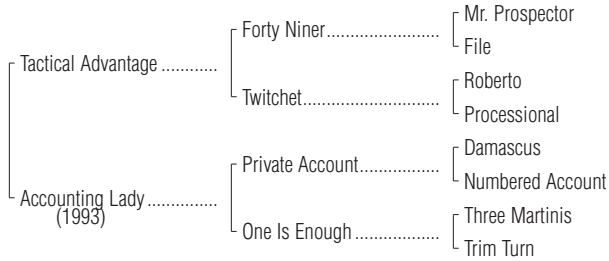 Mr. Prospector
Forty Niner
File
Tactical Advantage
Roberto
Twitchet
Processional
Damascus
Private Account
Numbered Account
Accounting Lady
(1993)
Three Martinis
One Is Enough
Trim Turn